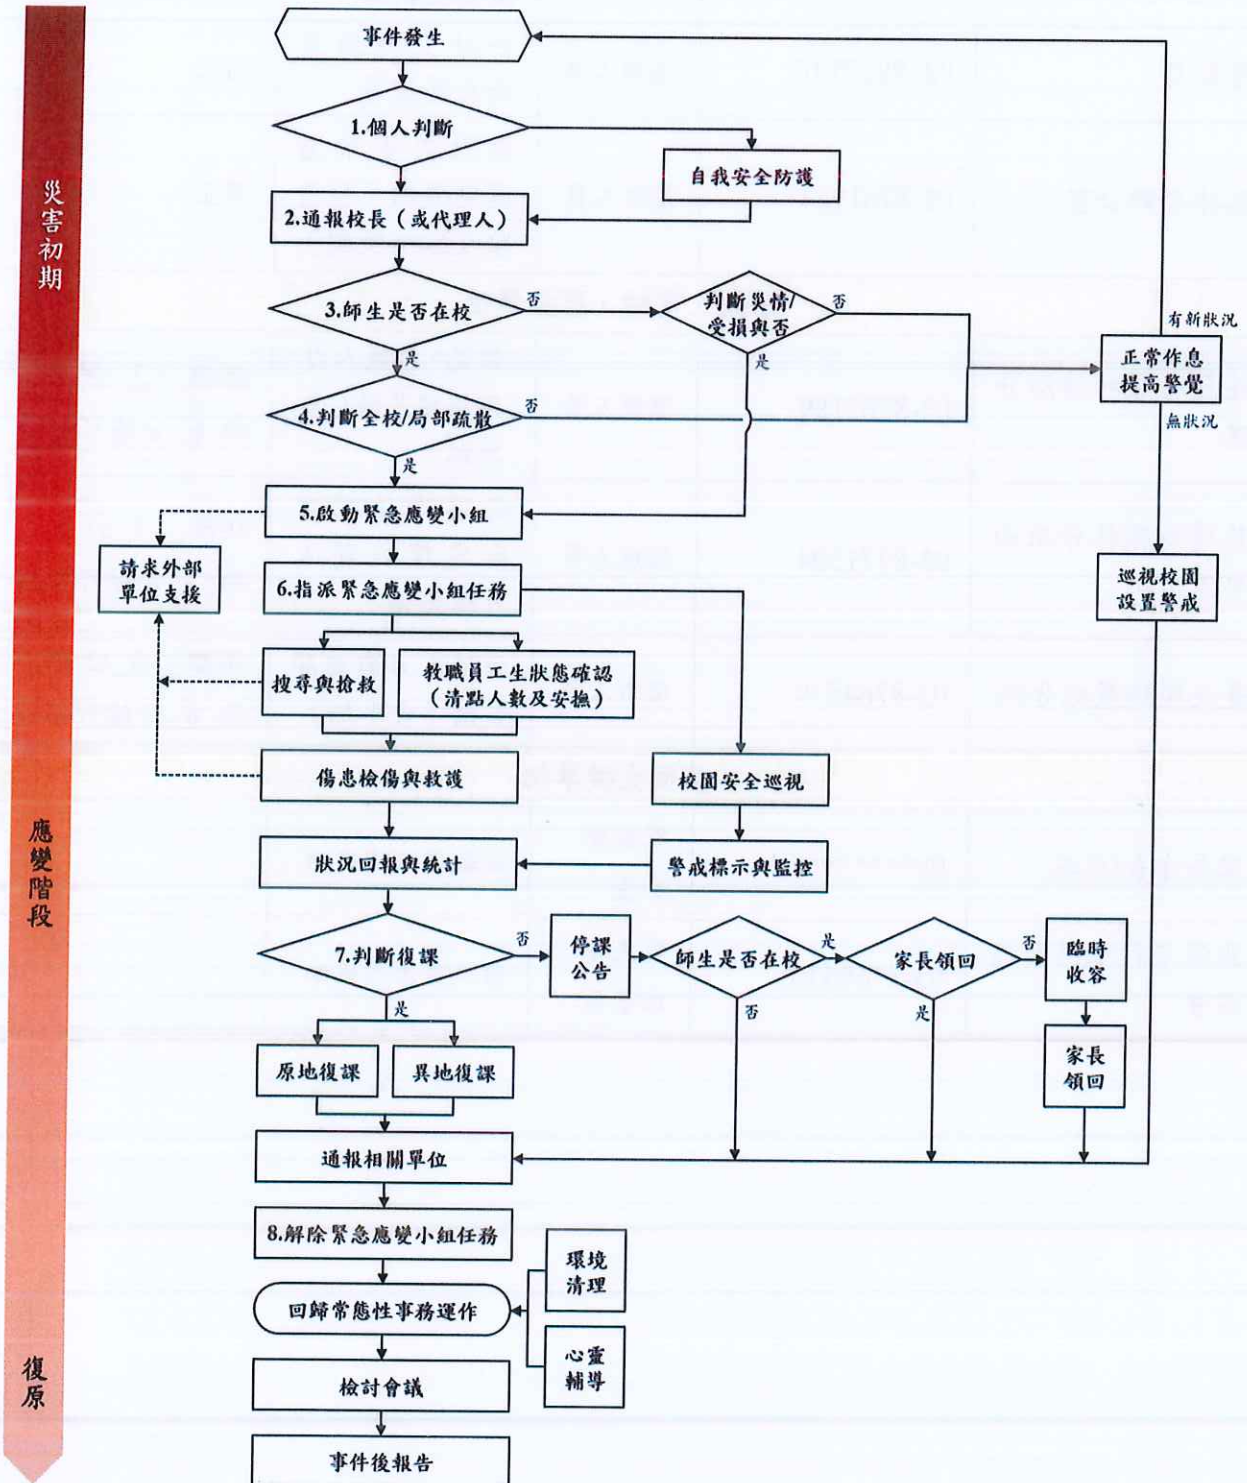 災害初期
應變階段
復原
事件發生
1.個人判斷
自我安全防護
2.通報校長（或代理人）
3.師生是否在校
否
是
判斷災情/
受損與否
否
是
有新狀況
正常作息
提高警覺
無狀況
4.判斷全校/局部疏散
否
是
5.啟動緊急應變小組
請求外部
單位支援
6.指派緊急應變小組任務
巡視校園
設置警戒
搜尋與搶救
教職員工生狀態確認
（清點人數及安撫）
傷患檢傷與救護
校園安全巡視
狀況回報與統計
警戒標示與監控
7.判斷復課
否
是
停課
公告
師生是否在校
是
否
家長領回
否
是
臨時
收容
家長
領回
原地復課
異地復課
通報相關單位
8.解除緊急應變小組任務
環境
清理
回歸常態性事務運作
心靈
輔導
檢討會議
事件後報告